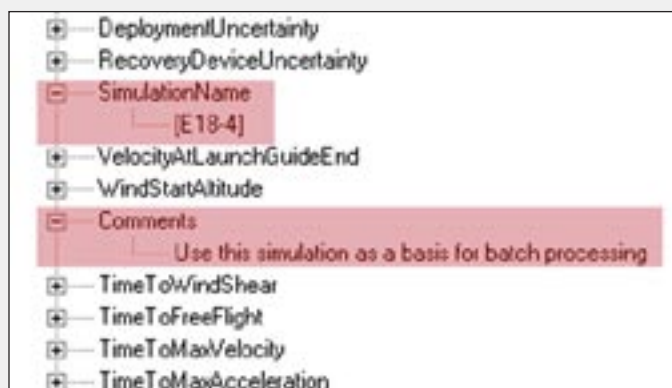 DeploymentUncertainty
RecoveryDeviceUncertainty
SimulationName
[E18-4]
VelocityAtLaunchGuideEnd
WindStartAltitude
Comments
Use this simulation as a basis for batch processing
TimeToWindShear
TimeToFreeFlight
TimeToMaxVelocity
TimeToMaxAcceleration